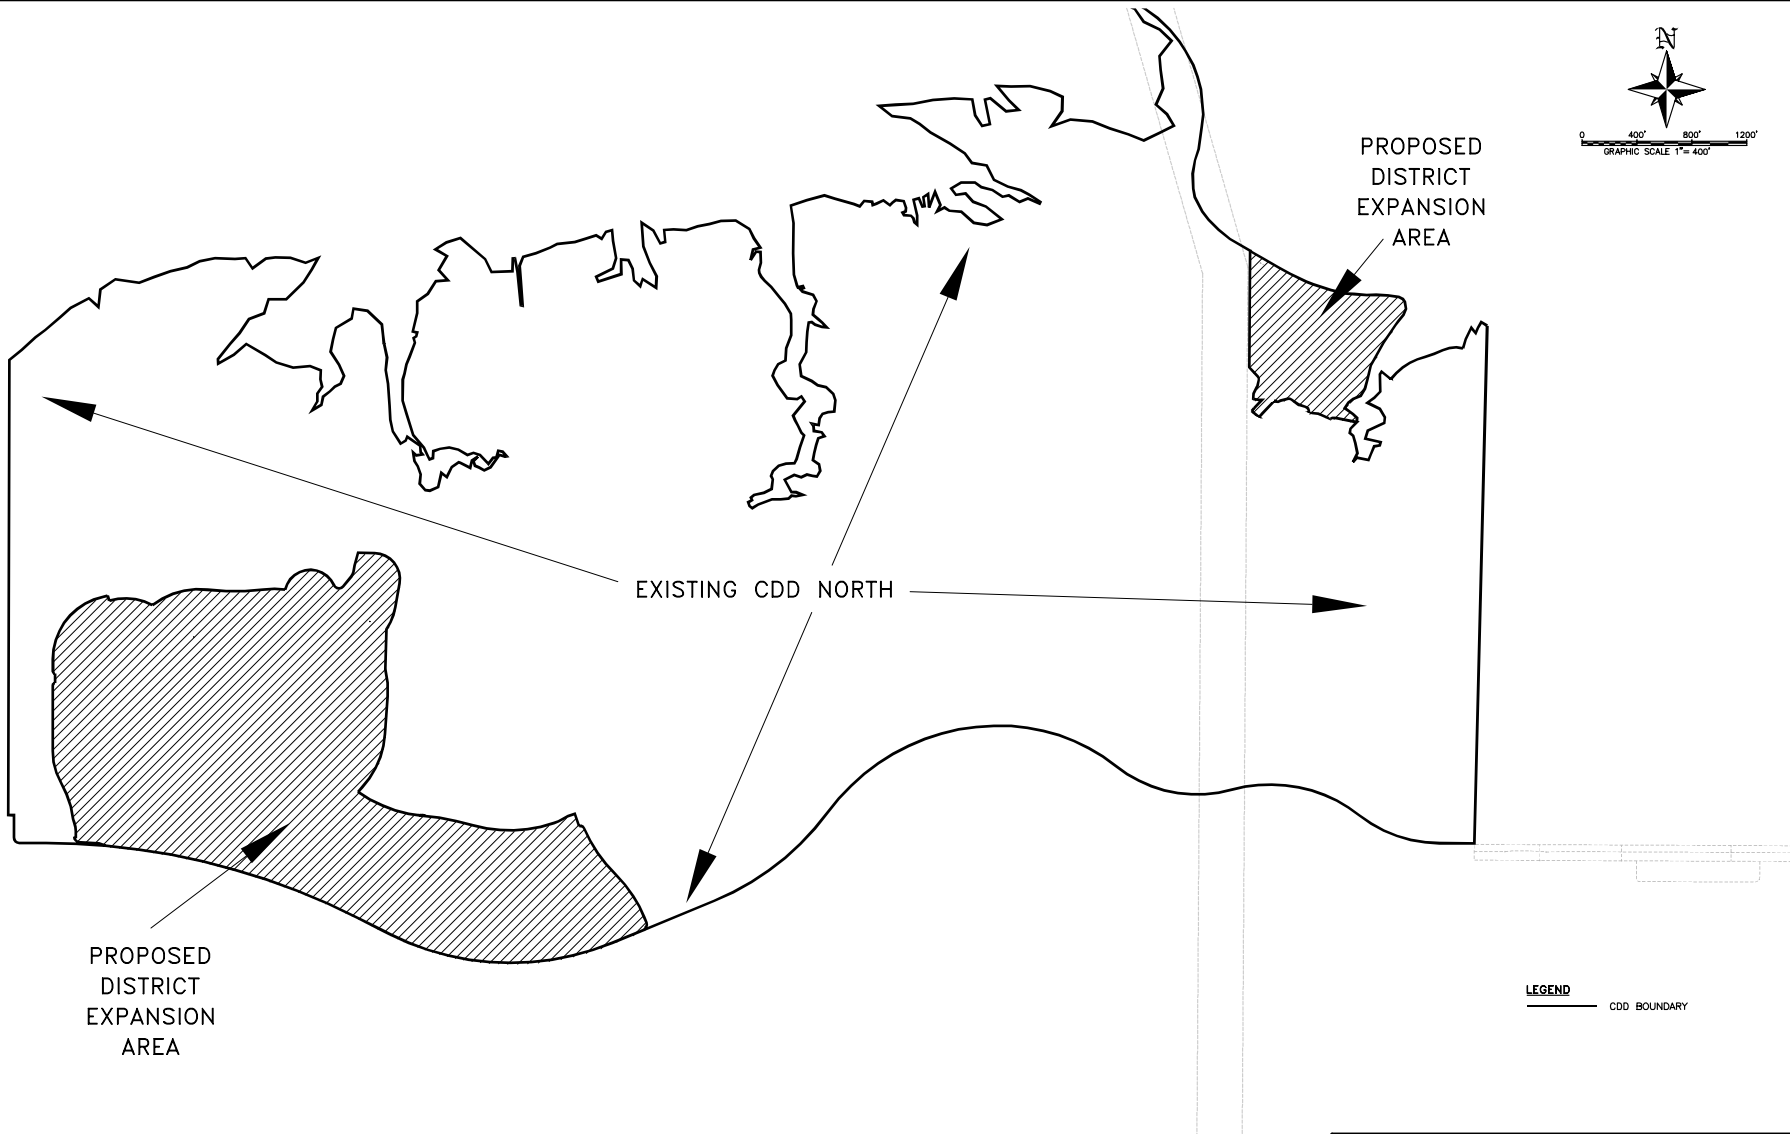 N
0 400' 800' 1200'
GRAPHIC SCALE 1"= 400'
PROPOSED
DISTRICT
EXPANSION
AREA
EXISTING CDD NORTH
PROPOSED
DISTRICT
EXPANSION
AREA
LEGEND
CDD BOUNDARY